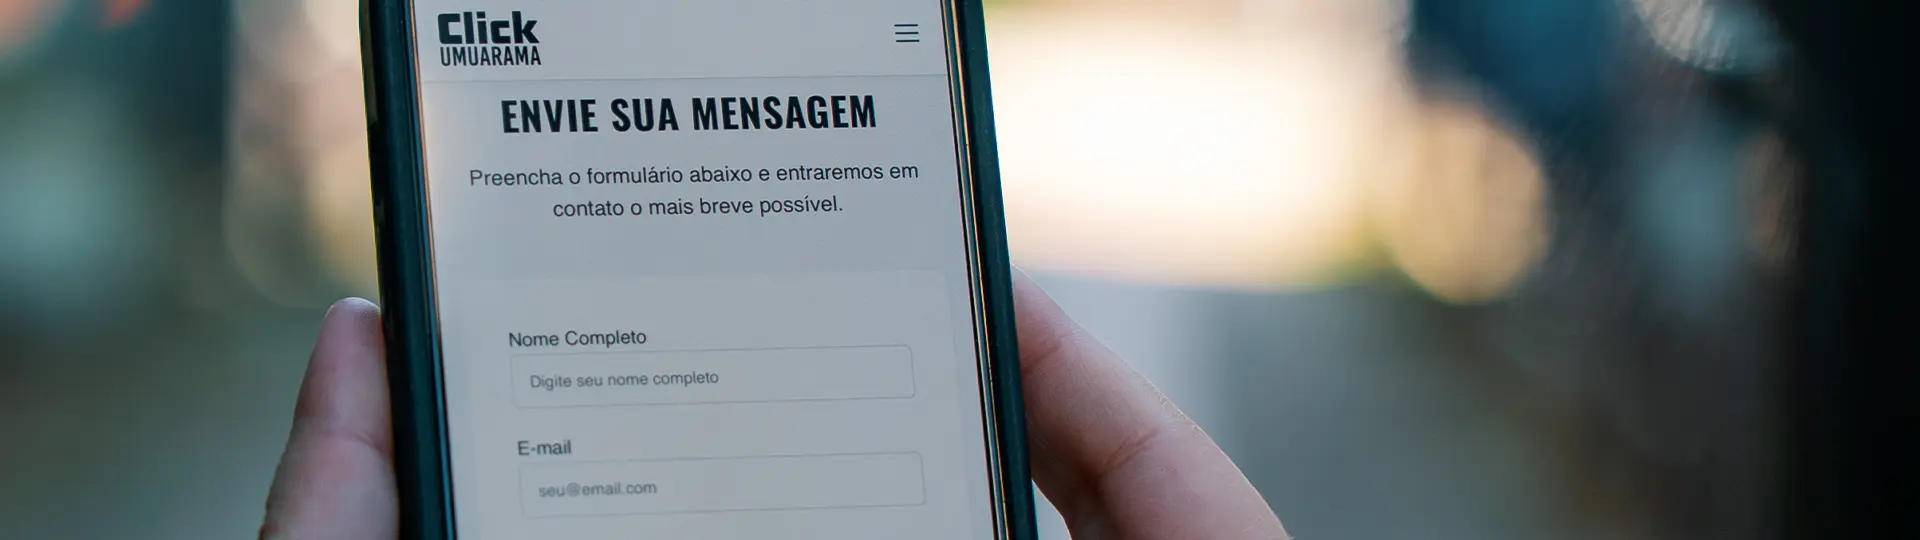 Click
UMUARAMA
ENVIE SUA MENSAGEM
Preencha o formulário abaixo e entraremos em
contato o mais breve possível.
Nome Completo
Digite seu nome completo
E-mail
seu@email.com